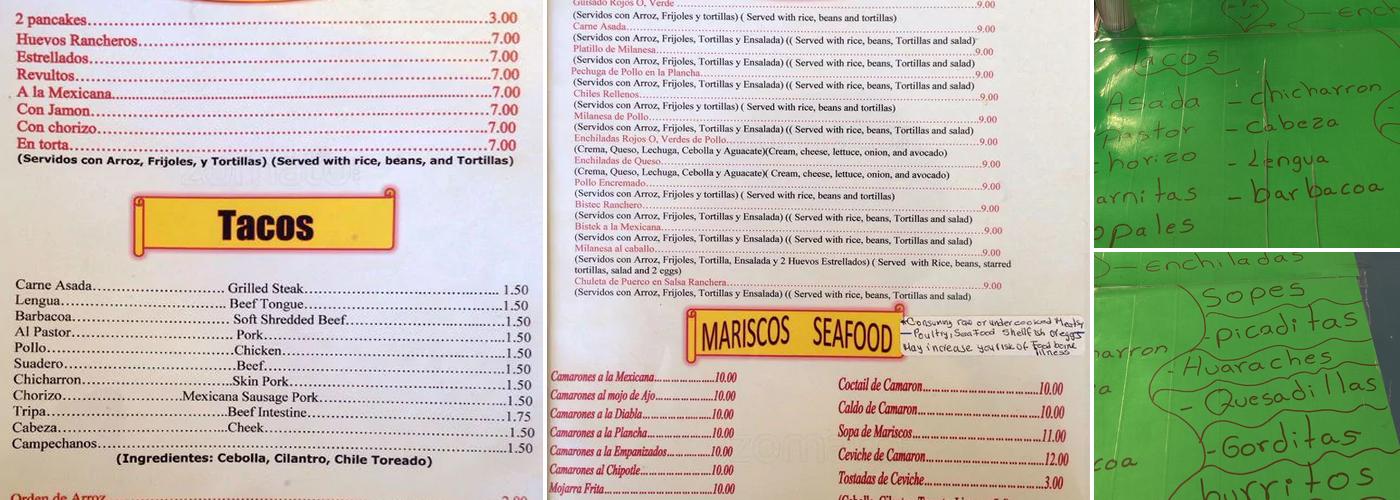 2 pancakes 3.00
Huevos Rancheros 7.00
Estrellados 7.00
Revultos 7.00
A la Mexicana 7.00
Con Jamon 7.00
Con chorizo 7.00
En torta 7.00
(Servidos con Arroz, Frijoles, y Tortillas) (Served with rice, beans, and Tortillas)
Tacos
Carne Asada Grilled Steak 1.50
Lengua Beef Tongue 1.50
Barbacoa Soft Shredded Beef 1.50
Al Pastor Pork 1.50
Pollo Chicken 1.50
Suadero Beef 1.50
Chicharron Skin Pork 1.50
Chorizo Mexicana Sausage Pork 1.50
Tripa Beef Intestine 1.75
Cabeza Cheek 1.50
Campechanos 1.50
(Ingredientes: Cebolla, Cilantro, Chile Toreado)
Orden de Arroz
Guisado Rojos O, Verde 9.00
(Servidos con Arroz, Frijoles y tortillas) ( Served with rice, beans and tortillas)
Carne Asada 9.00
(Servidos con Arroz, Frijoles, Tortillas y Ensalada) (( Served with rice, beans, Tortillas and salad)
Platillo de Milanesa 9.00
(Servidos con Arroz, Frijoles, Tortillas y Ensalada) (( Served with rice, beans, Tortillas and salad)
Pechuga de Pollo en la Plancha 9.00
(Servidos con Arroz, Frijoles, Tortillas y Ensalada) (( Served with rice, beans, Tortillas and salad)
Chiles Rellenos 9.00
(Servidos con Arroz, Frijoles y tortillas) ( Served with rice, beans and tortillas)
Milanesa de Pollo 9.00
(Servidos con Arroz, Frijoles, Tortillas y Ensalada) (( Served with rice, beans, Tortillas and salad)
Enchiladas Rojos O, Verdes de Pollo 9.00
(Crema, Queso, Lechuga, Cebolla y Aguacate)(Cream, cheese, lettuce, onion, and avocado)
Enchiladas de Queso 9.00
(Crema, Queso, Lechuga, Cebolla y Aguacate)( Cream, cheese, lettuce, onion, and avocado)
Pollo Encremado 9.00
(Servidos con Arroz, Frijoles y tortillas) ( Served with rice, beans and tortillas)
Bistec Ranchero 9.00
(Servidos con Arroz, Frijoles, Tortillas y Ensalada) (( Served with rice, beans, Tortillas and salad)
Bistek a la Mexicana 9.00
(Servidos con Arroz, Frijoles, Tortillas y Ensalada) (( Served with rice, beans, Tortillas and salad)
Milanesa al caballo 9.00
(Servidos con Arroz, Frijoles, Tortilla, Ensalada y 2 Huevos Estrellados) ( Served with Rice, beans, starred
tortillas, salad and 2 eggs)
Chuleta de Puerco en Salsa Ranchera 9.00
(Servidos con Arroz, Frijoles, Tortillas y Ensalada) (( Served with rice, beans, Tortillas and salad)
MARISCOS SEAFOOD
*Consuming raw or undercooked Meats,
Poultry, SeaFood Shellfish or eggs
May increase your risk of Food borne
illness
Camarones a la Mexicana 10.00
Camarones al mojo de Ajo 10.00
Camarones a la Diabla 10.00
Camarones a la Plancha 10.00
Camarones a la Empanizados 10.00
Camarones al Chipotle 10.00
Mojarra Frita 10.00
Coctail de Camaron 10.00
Caldo de Camaron 10.00
Sopa de Mariscos 11.00
Ceviche de Camaron 12.00
Tostadas de Ceviche 3.00
Tacos
Asada - chicharron
Pastor - Cabeza
horizo - Lengua
arnitas - barbacoa
opales
- Enchiladas
Sopes
- picaditas
- Huaraches
- Quesadillas
- Gorditas
burritos
arron
coa